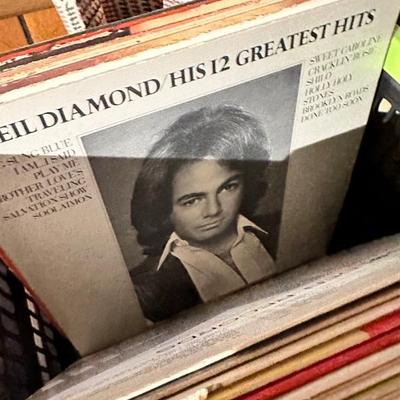 EIL DIAMOND/HIS 12 GREATEST HITS
SUNG BLUE
I AM, I SAID
PLAY ME
ROTHER LOVE'S
TRAVELING
SALVATION SHOW
SOOLAIMON
SWEET CAROLINE
CRACKLIN' ROSIE
SHILO
HOLLY HOLY
STONES
BROOKLYN ROADS
DONE TOO SOON